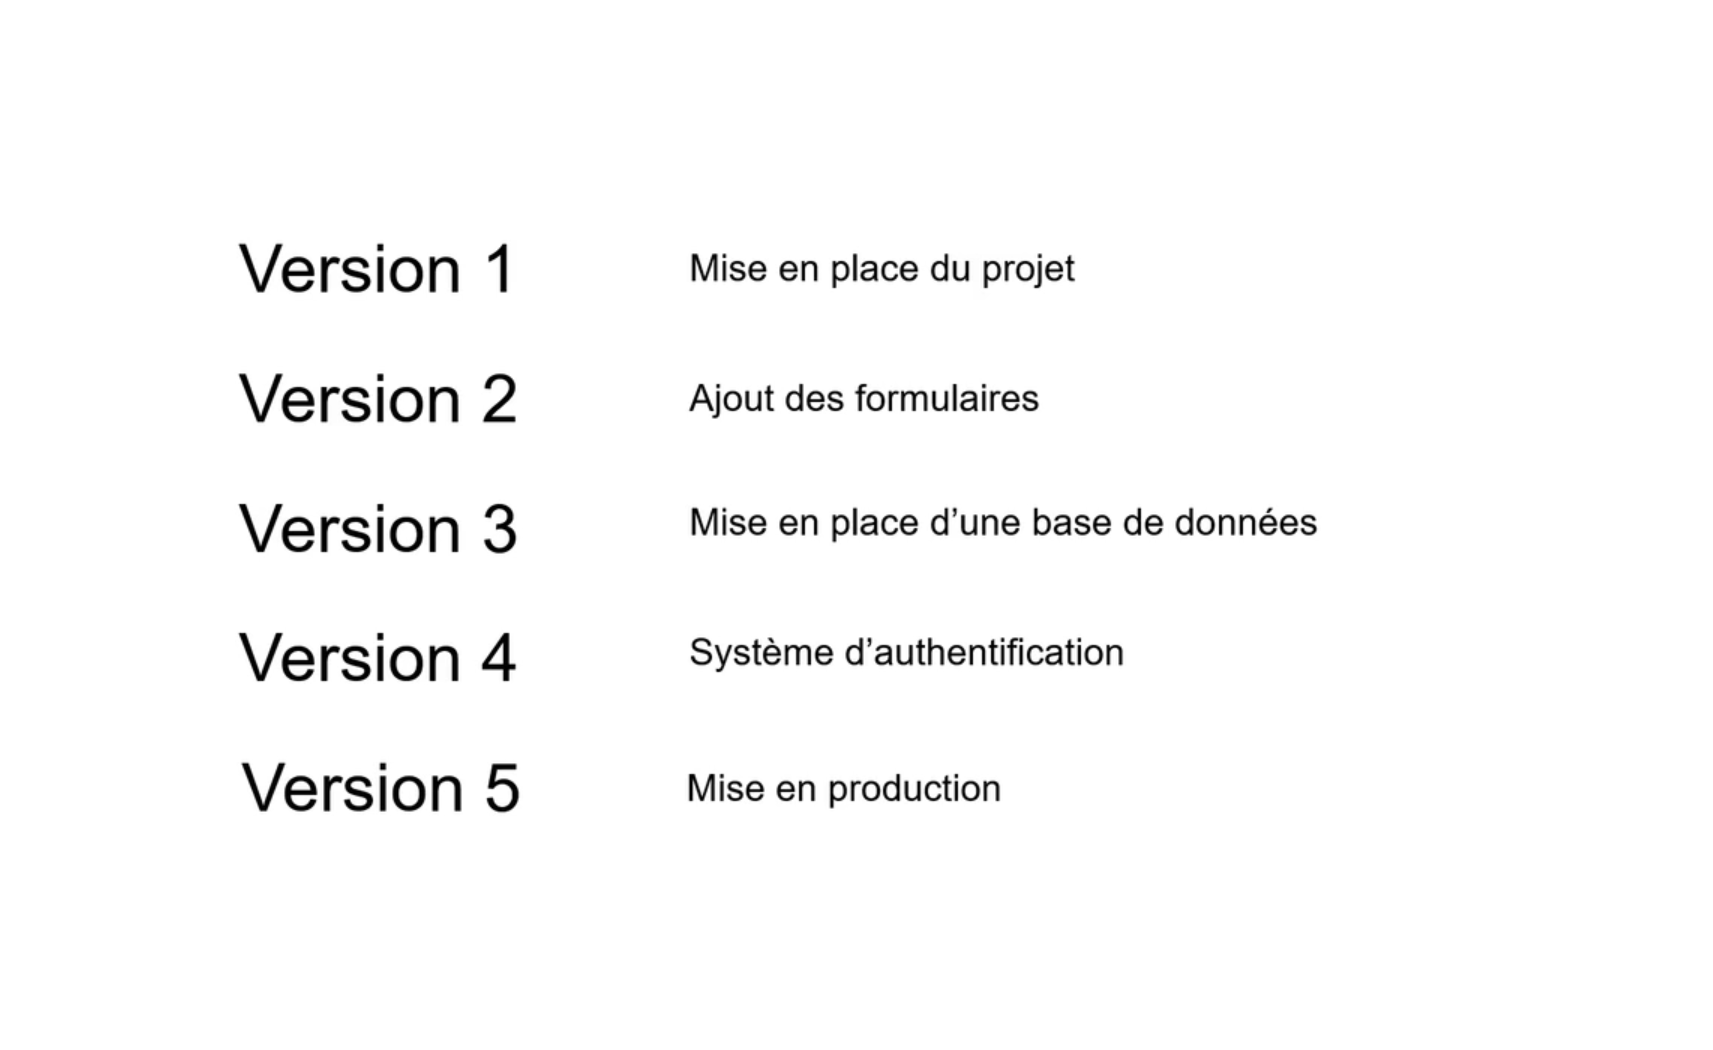 Version 1 Mise en place du projet
Version 2 Ajout des formulaires
Version 3 Mise en place d’une base de données
Version 4 Système d’authentification
Version 5 Mise en production